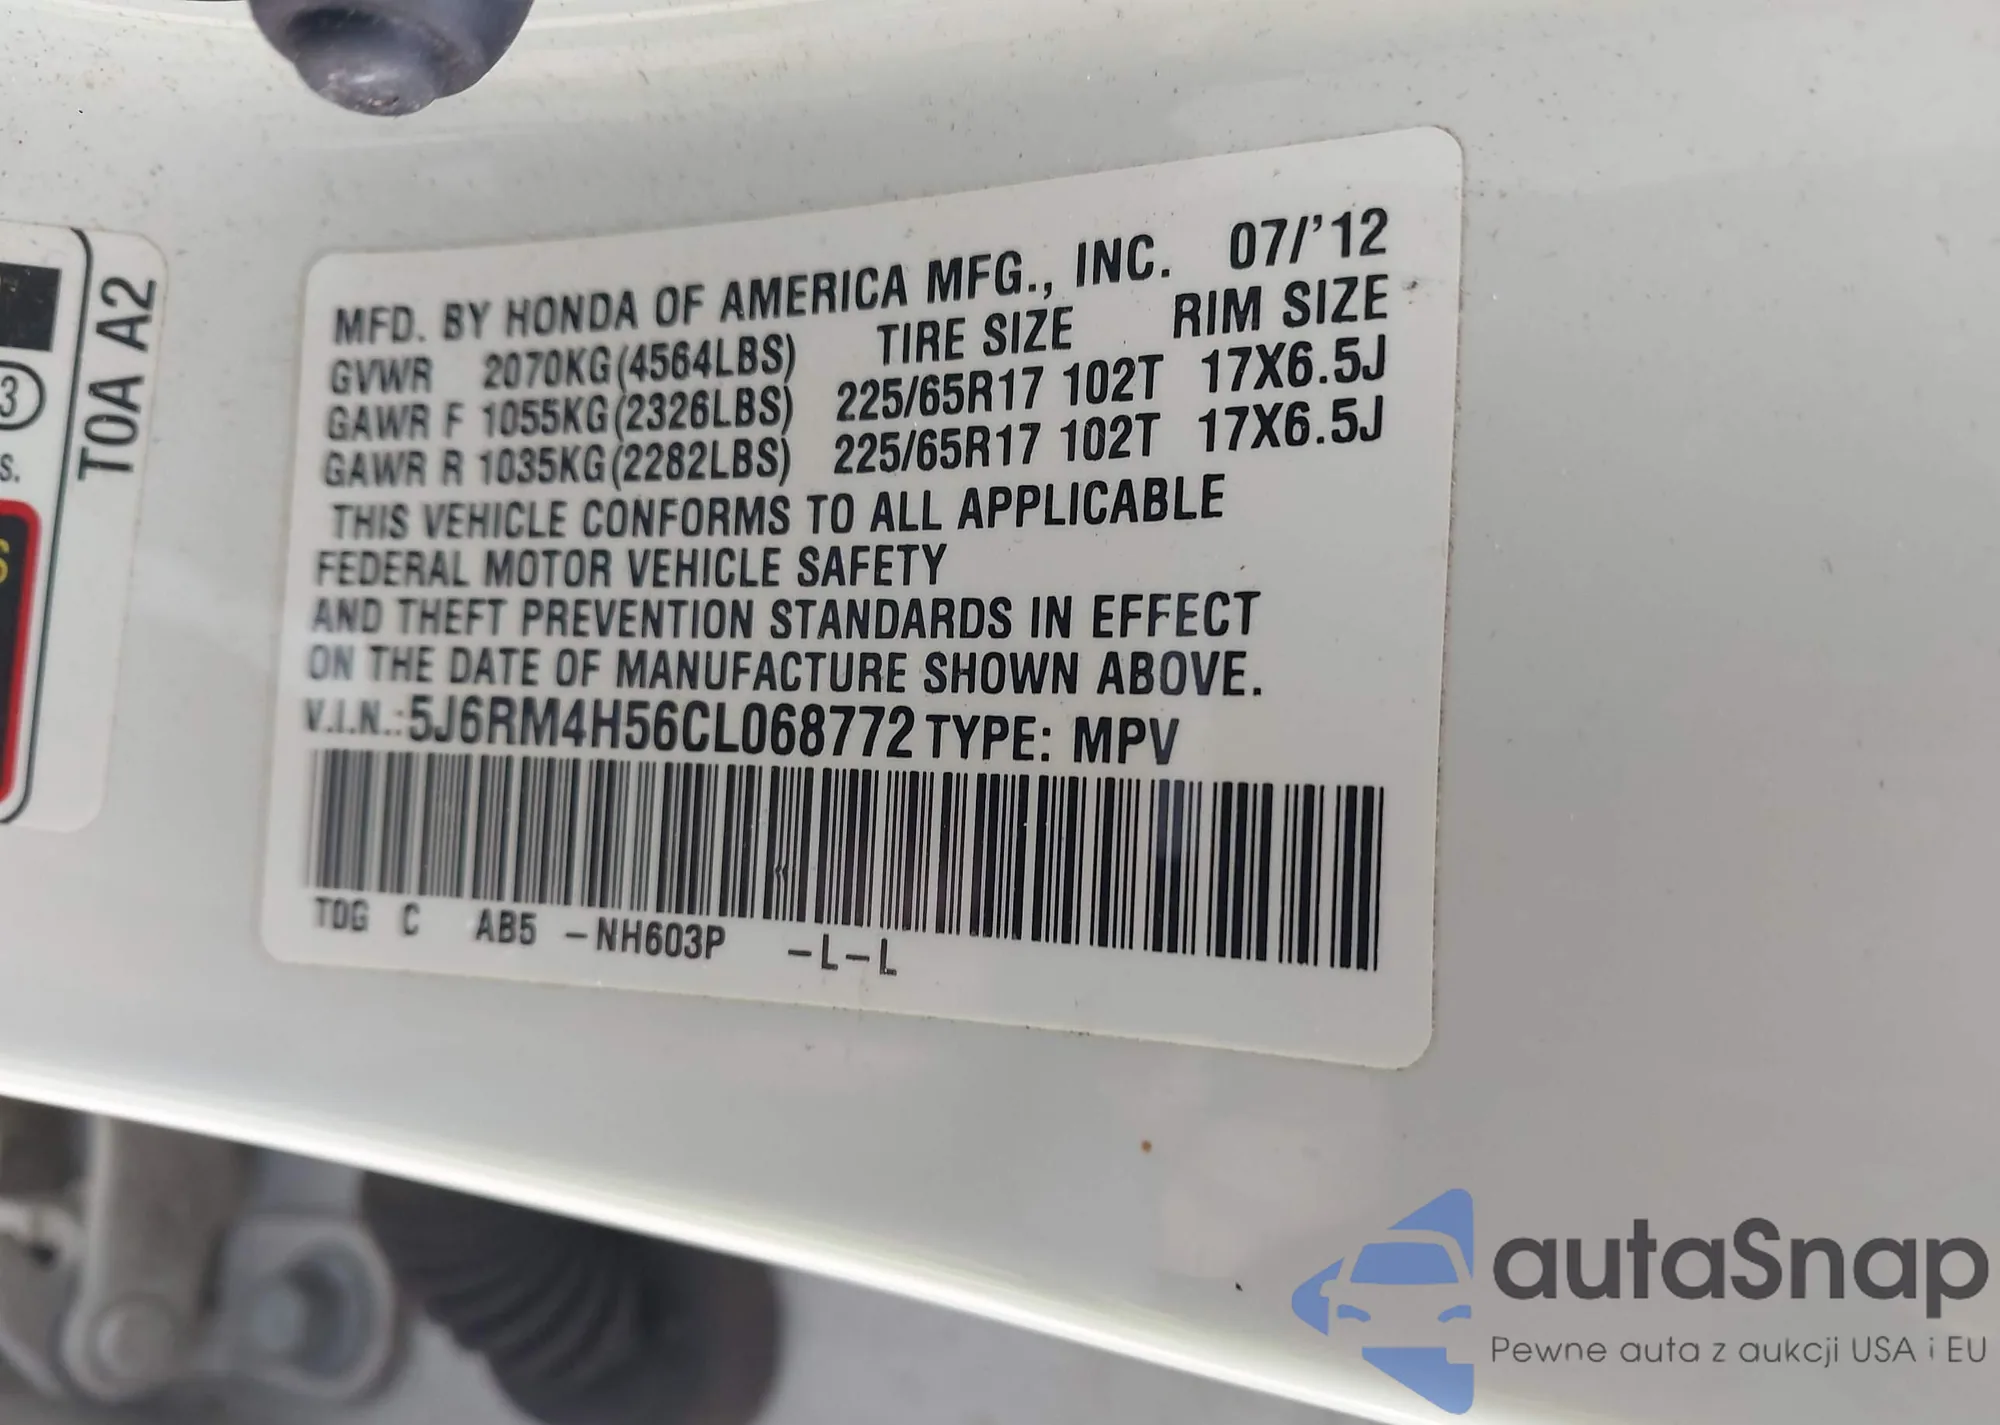 MFD. BY HONDA OF AMERICA MFG., INC. 07/'12
GVWR 2070KG(4564LBS) TIRE SIZE RIM SIZE
GAWR F 1055KG(2326LBS) 225/65R17 102T 17X6.5J
GAWR R 1035KG(2282LBS) 225/65R17 102T 17X6.5J
THIS VEHICLE CONFORMS TO ALL APPLICABLE
FEDERAL MOTOR VEHICLE SAFETY
AND THEFT PREVENTION STANDARDS IN EFFECT
ON THE DATE OF MANUFACTURE SHOWN ABOVE.
V.I.N.:5J6RM4H56CL068772 TYPE: MPV
TDG C AB5 -NH603P -L-L
T0A A2
3
s.
S
autaSnap
Pewne auta z aukcji USA i EU